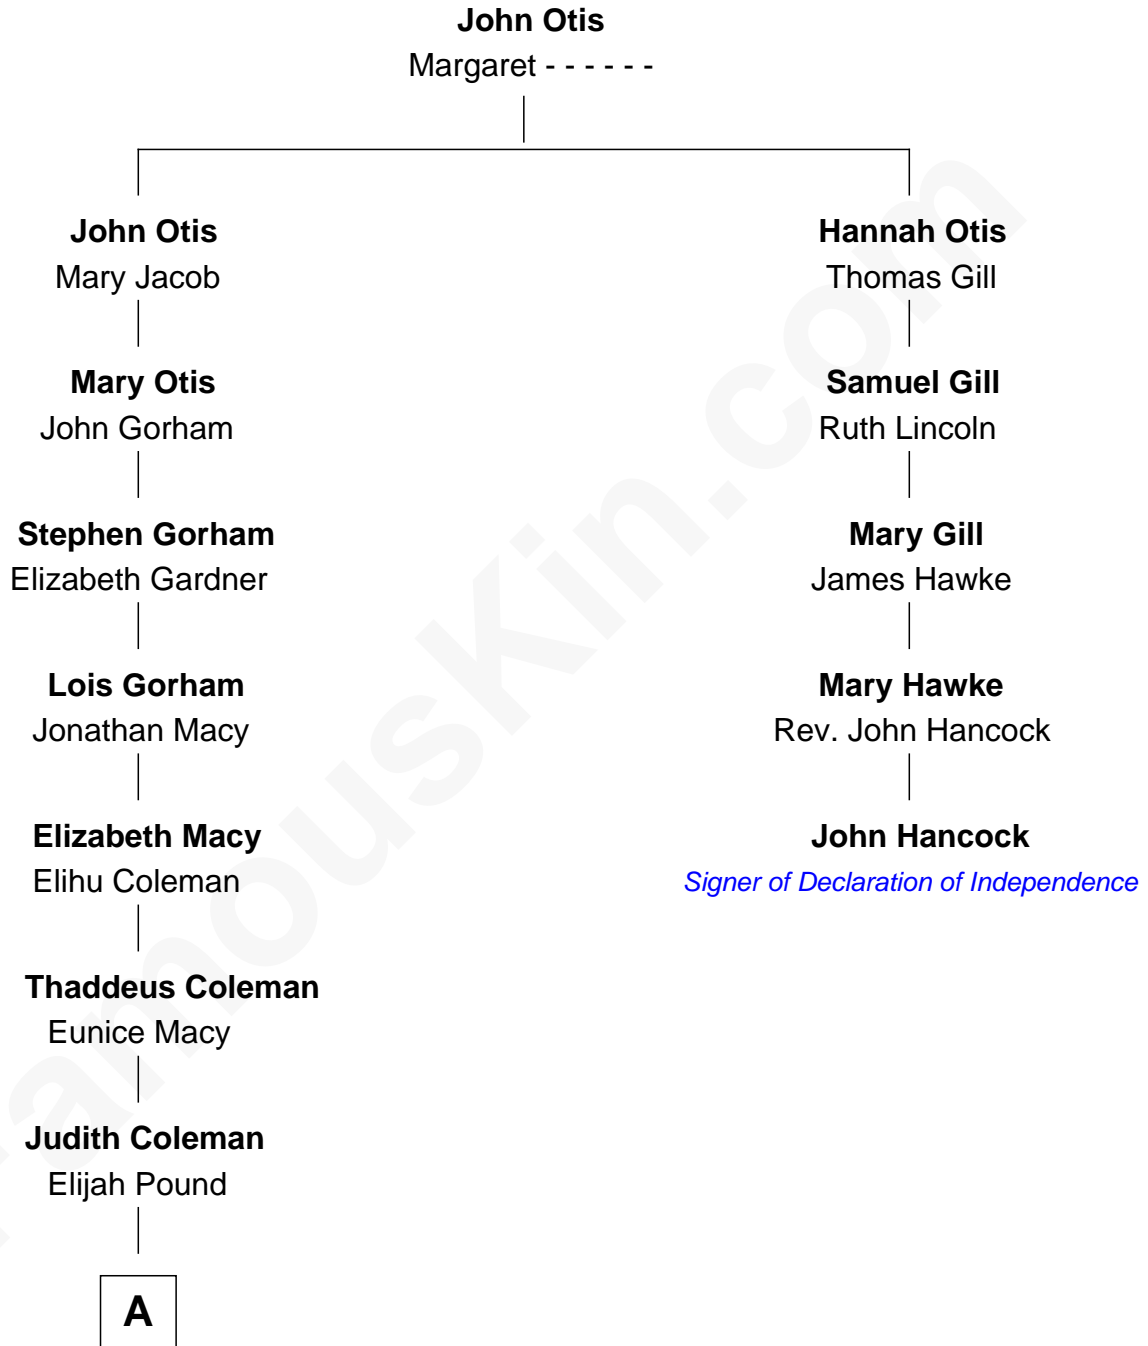 John Otis
Margaret - - - - - -
John Otis
Mary Jacob
Mary Otis
John Gorham
Stephen Gorham
Elizabeth Gardner
Lois Gorham
Jonathan Macy
Elizabeth Macy
Elihu Coleman
Thaddeus Coleman
Eunice Macy
Judith Coleman
Elijah Pound
A
Hannah Otis
Thomas Gill
Samuel Gill
Ruth Lincoln
Mary Gill
James Hawke
Mary Hawke
Rev. John Hancock
John Hancock
Signer of Declaration of Independence
FamousKin.com